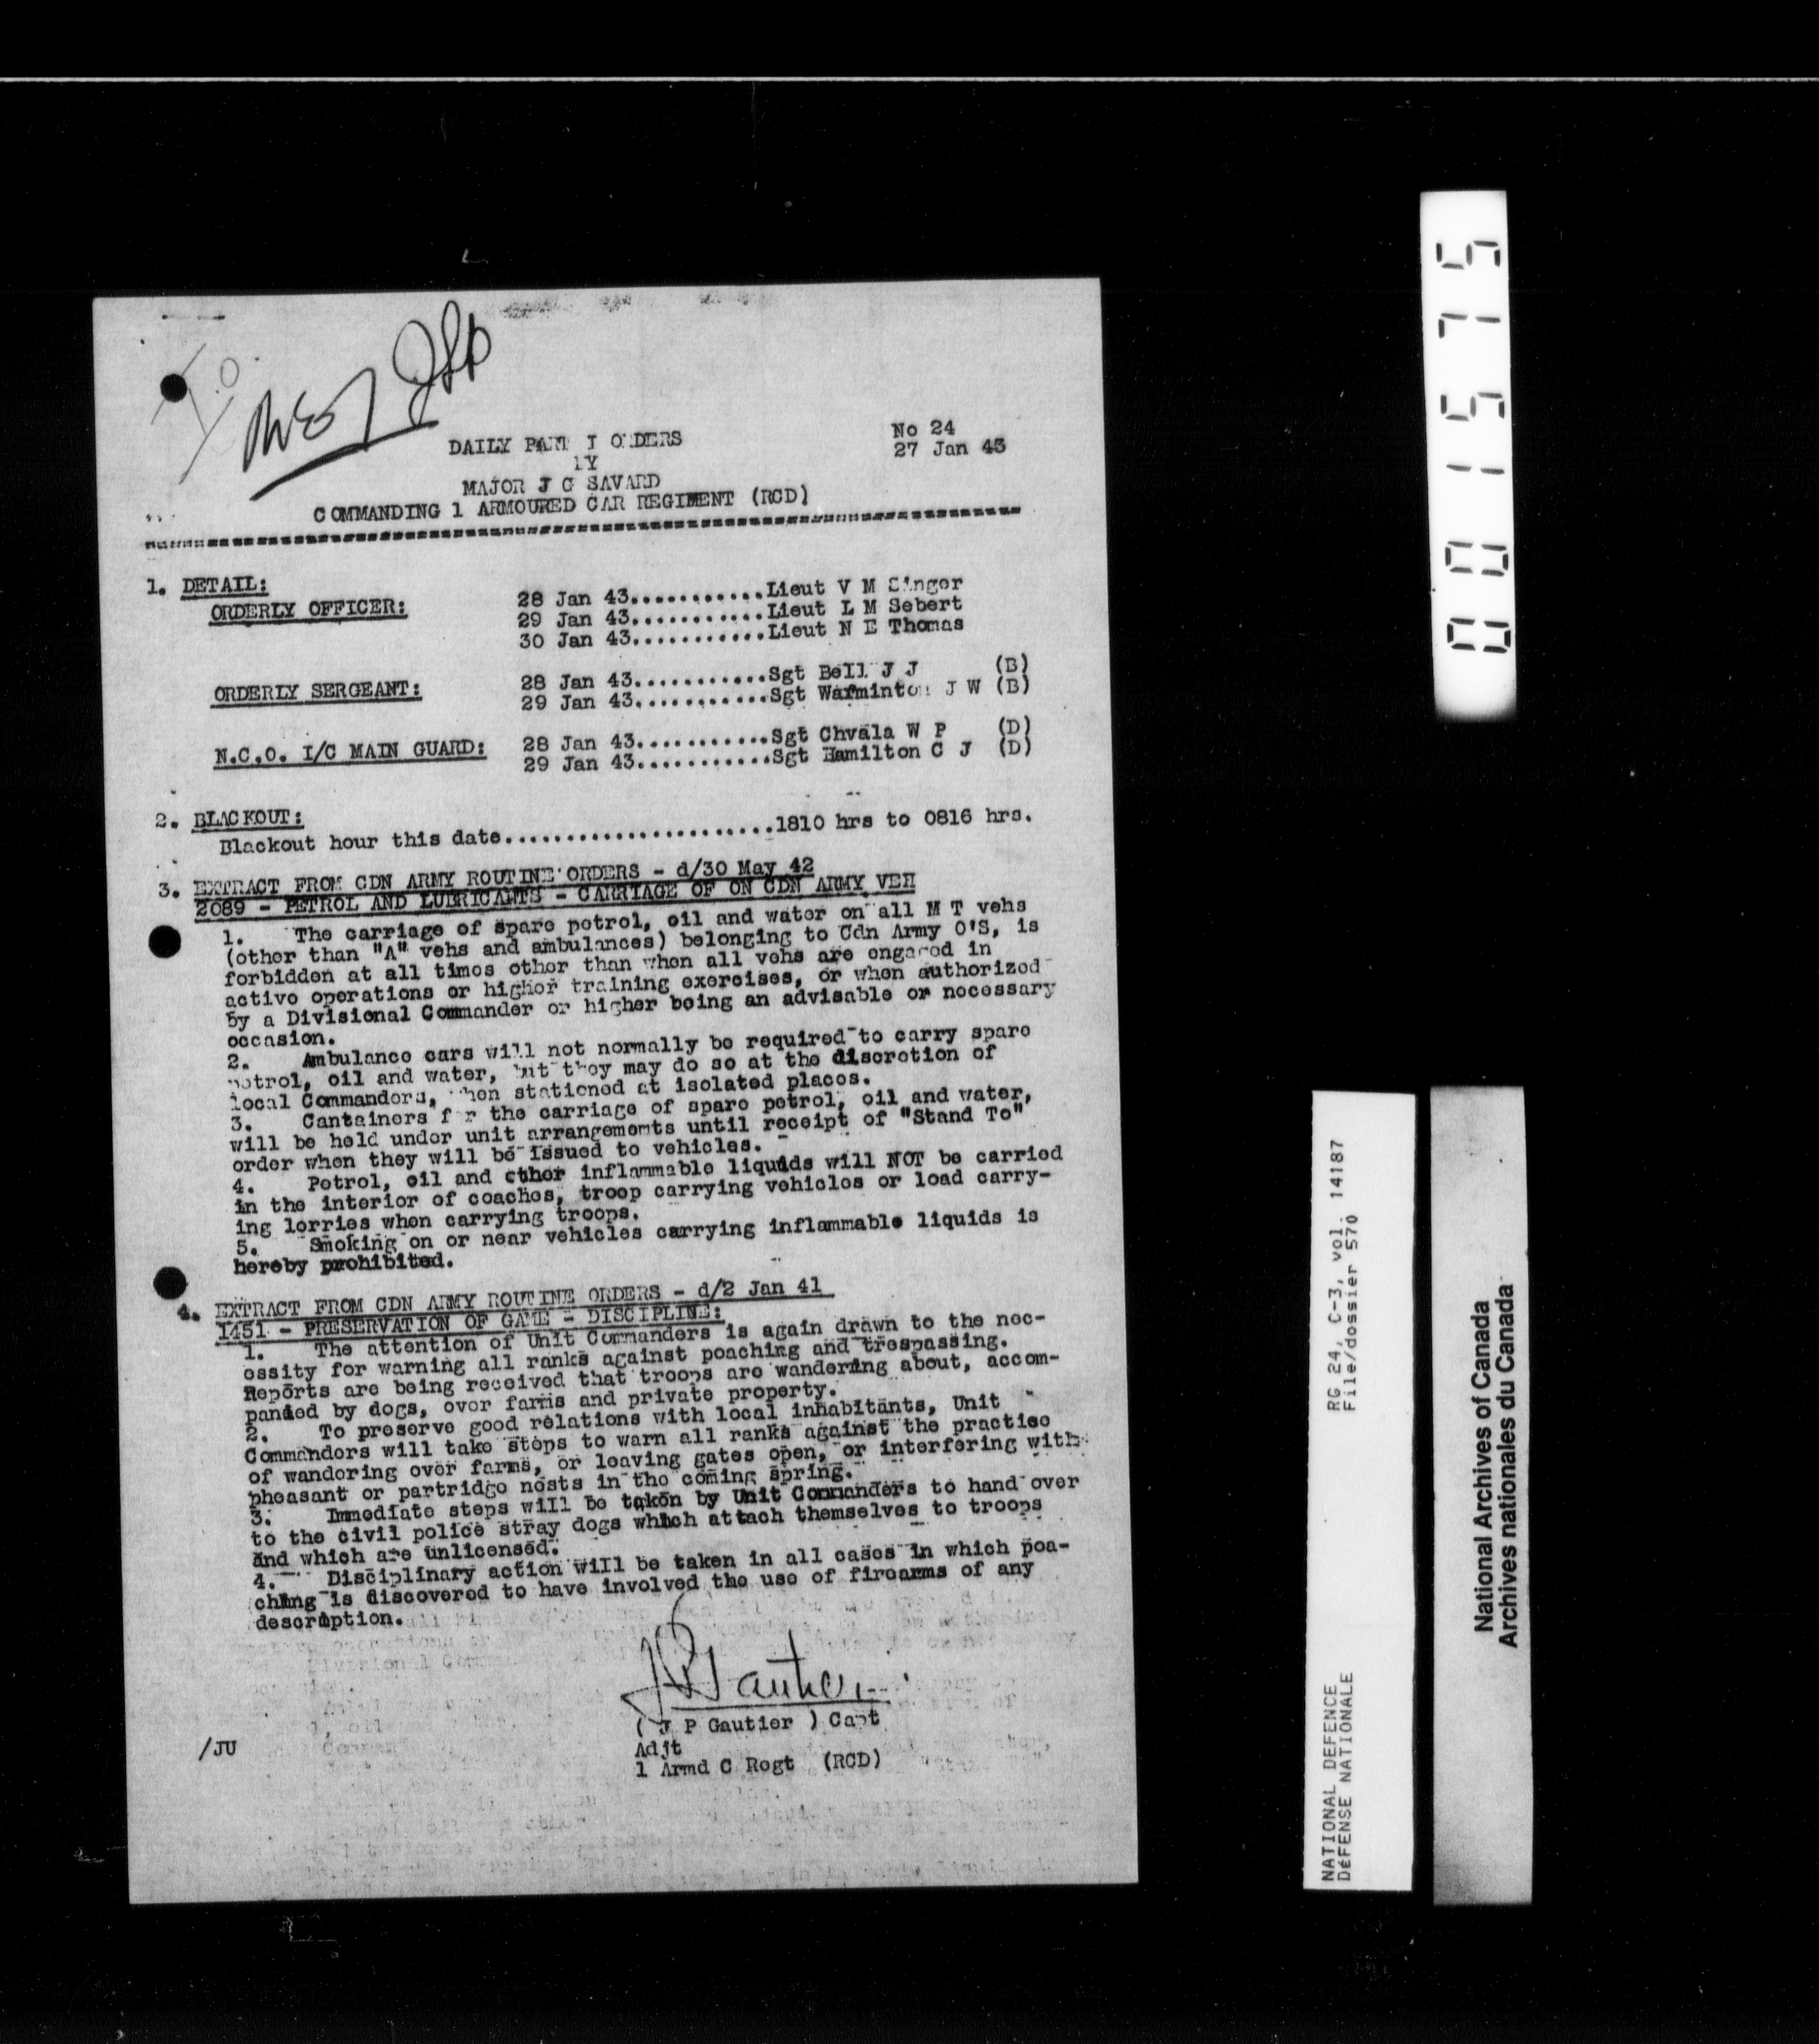 DAILY PART I ORDERS
BY
MAJOR J G SAVARD
COMMANDING 1 ARMOURED CAR REGIMENT (RCD)
No 24
27 Jan 43
1. DETAIL:
ORDERLY OFFICER:
28 Jan 43...........Lieut V M Singer
29 Jan 43...........Lieut L M Sebert
30 Jan 43...........Lieut N E Thomas
ORDERLY SERGEANT:
28 Jan 43...........Sgt Bell J J (B)
29 Jan 43...........Sgt Warminton J W (B)
N.C.O. I/C MAIN GUARD:
28 Jan 43...........Sgt Chvala W P (D)
29 Jan 43...........Sgt Hamilton C J (D)
2. BLACKOUT:
Blackout hour this date......................1810 hrs to 0816 hrs.
3. EXTRACT FROM CDN ARMY ROUTINE ORDERS - d/30 May 42
2089 - PETROL AND LUBRICANTS - CARRIAGE OF ON CDN ARMY VEH
1. The carriage of spare petrol, oil and water on all M T vehs
(other than "A" vehs and ambulances) belonging to Cdn Army O'S, is
forbidden at all times other than when all vehs are engaged in
active operations or higher training exercises, or when authorized
by a Divisional Commander or higher being an advisable or necessary
occasion.
2. Ambulance cars will not normally be required to carry spare
petrol, oil and water, but they may do so at the discretion of
local Commanders, when stationed at isolated places.
3. Cantainers for the carriage of spare petrol, oil and water,
will be held under unit arrangements until receipt of "Stand To"
order when they will be issued to vehicles.
4. Petrol, oil and other inflammable liquids will NOT be carried
in the interior of coaches, troop carrying vehicles or load carry-
ing lorries when carrying troops.
5. Smoking on or near vehicles carrying inflammable liquids is
hereby prohibited.
4. EXTRACT FROM CDN ARMY ROUTINE ORDERS - d/2 Jan 41
1451 - PRESERVATION OF GAME - DISCIPLINE:
1. The attention of Unit Commanders is again drawn to the nec-
essity for warning all ranks against poaching and trespassing.
Reports are being received that troops are wandering about, accom-
panied by dogs, over farms and private property.
2. To preserve good relations with local inhabitants, Unit
Commanders will take steps to warn all ranks against the practise
of wandering over farms, or leaving gates open, or interfering with
pheasant or partridge nests in the coming spring.
3. Immediate steps will be taken by Unit Commanders to hand over
to the civil police stray dogs which attach themselves to troops
and which are unlicensed.
4. Disciplinary action will be taken in all cases in which poa-
ching is discovered to have involved the use of firearms of any
description.
( J P Gautier ) Capt
Adjt
1 Armd C Regt (RCD)
/JU
001575
RG 24, C-3, vol. 14187
File/dossier 570
NATIONAL DEFENCE
DÉFENSE NATIONALE
National Archives of Canada
Archives nationales du Canada